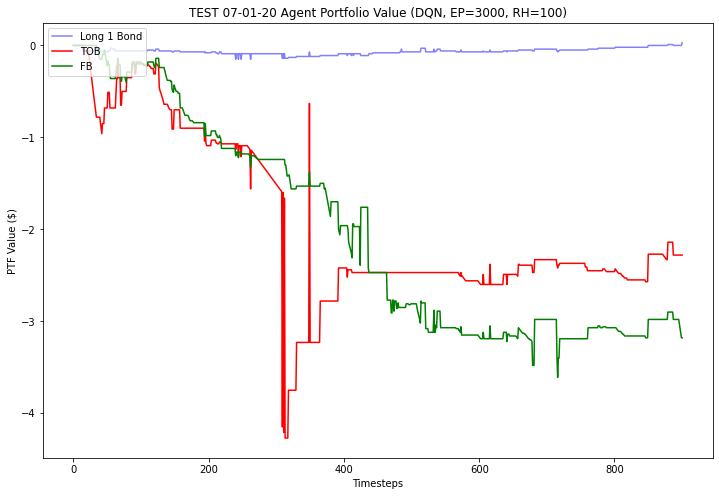 TEST 07-01-20 Agent Portfolio Value (DQN, EP=3000, RH=100)
Long 1 Bond
TOB
FB
PTF Value ($)
0
−1
−2
−3
−4
0 200 400 600 800
Timesteps